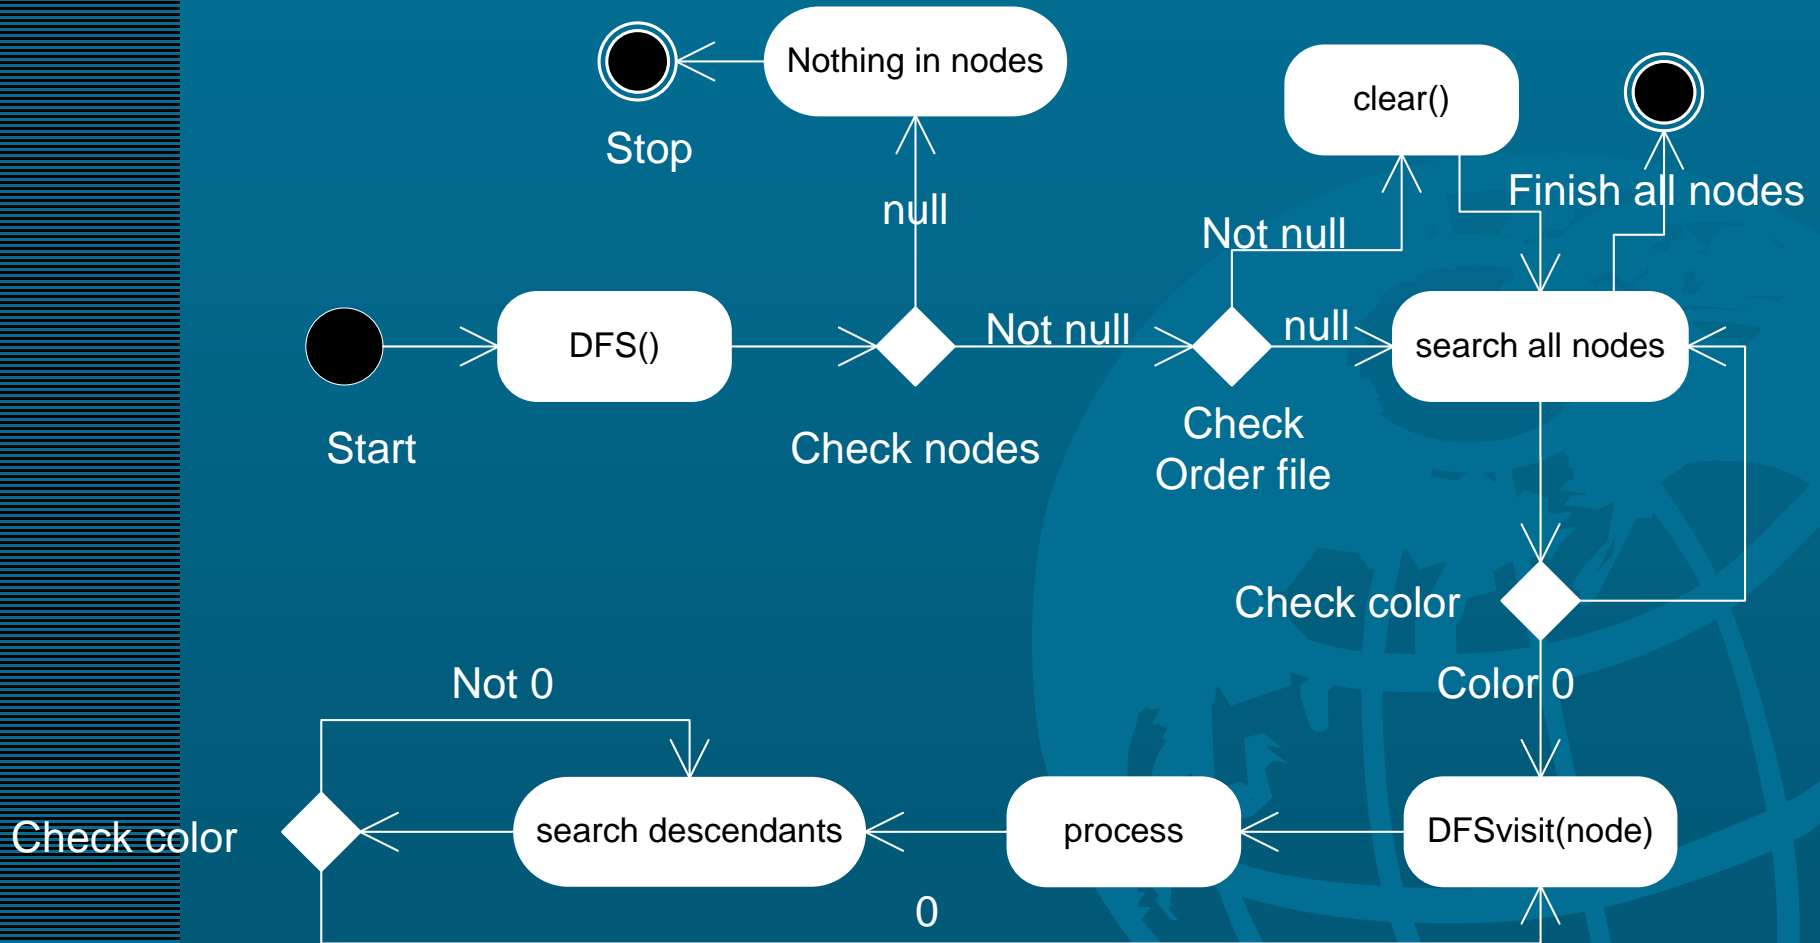 Nothing in nodes
clear()
Stop
Finish all nodes
null
Not null
DFS()
Not null
null
search all nodes
Start
Check nodes
Check
Order file
Check color
Not 0
Color 0
Check color
search descendants
process
DFSvisit(node)
0